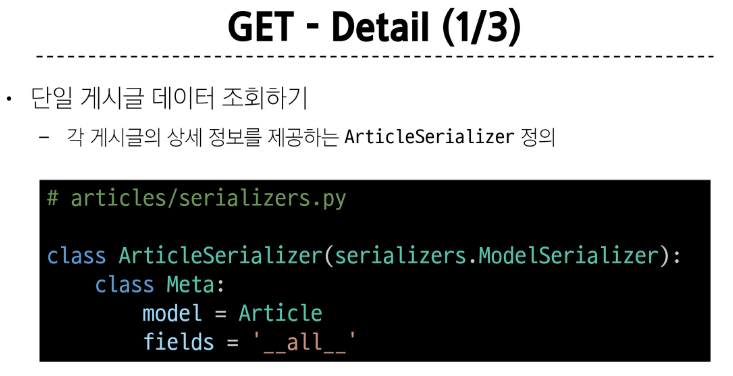 GET - Detail (1/3)
• 단일 게시글 데이터 조회하기
– 각 게시글의 상세 정보를 제공하는 ArticleSerializer 정의
# articles/serializers.py
class ArticleSerializer(serializers.ModelSerializer):
    class Meta:
        model = Article
        fields = '__all__'